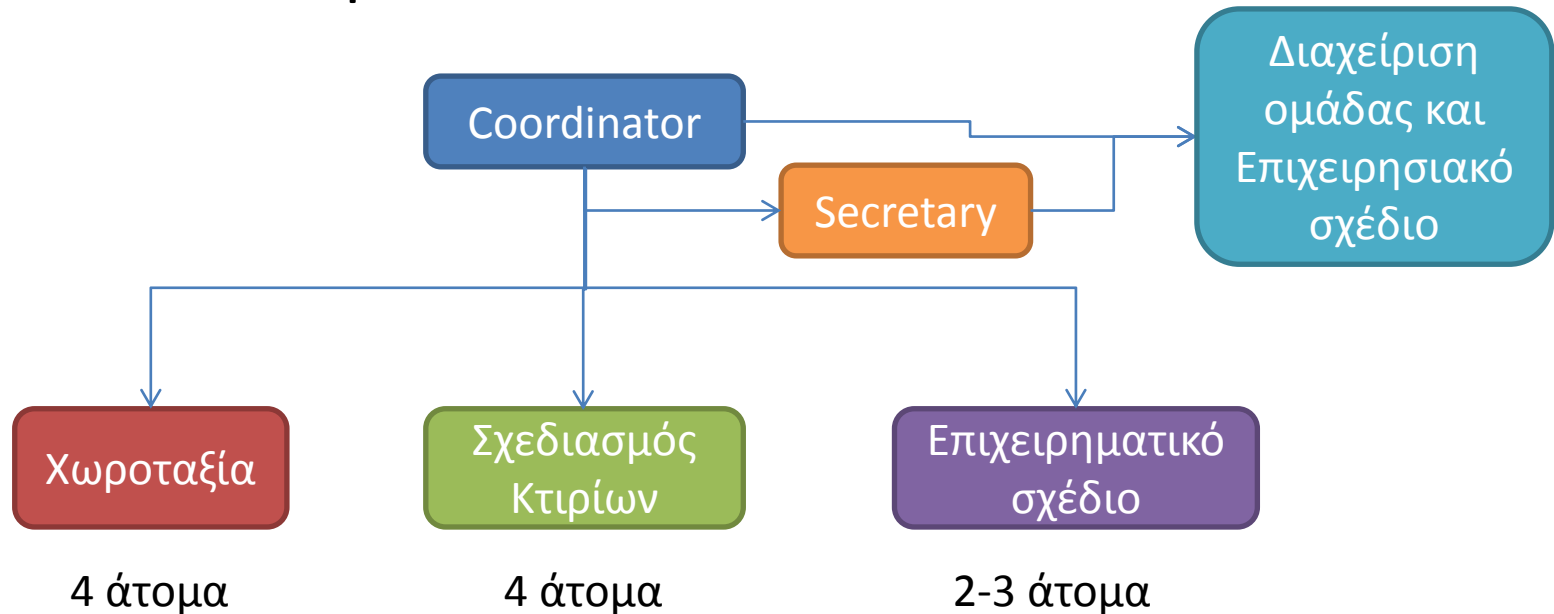 Διαχείριση
ομάδας και
Επιχειρησιακό
σχέδιο
Coordinator
Secretary
Χωροταξία
Σχεδιασμός
Κτιρίων
Επιχειρηματικό
σχέδιο
4 άτομα
4 άτομα
2-3 άτομα